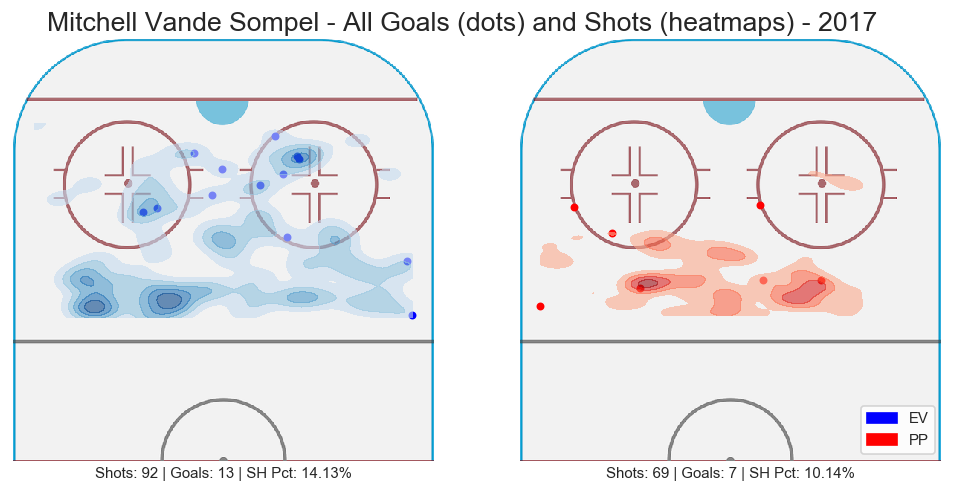 Mitchell Vande Sompel - All Goals (dots) and Shots (heatmaps) - 2017
EV
PP
Shots: 92 | Goals: 13 | SH Pct: 14.13%
Shots: 69 | Goals: 7 | SH Pct: 10.14%